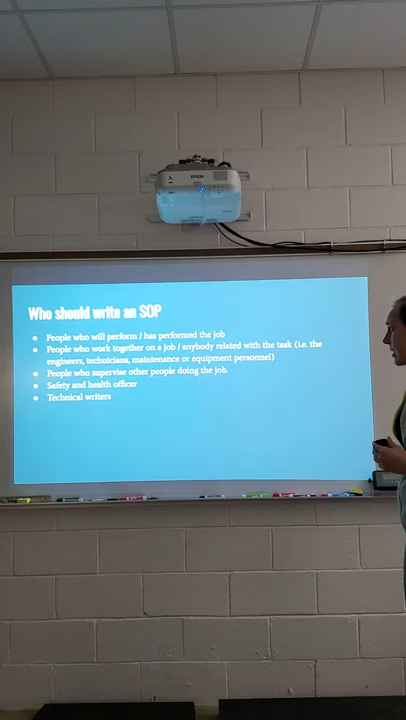 EPSON
Who should write an SOP
● People who will perform / has performed the job
● People who work together on a job / anybody related with the task (i.e. the
engineers, technicians, maintenance or equipment personnel)
● People who supervise other people doing the job.
● Safety and health officer
● Technical writers